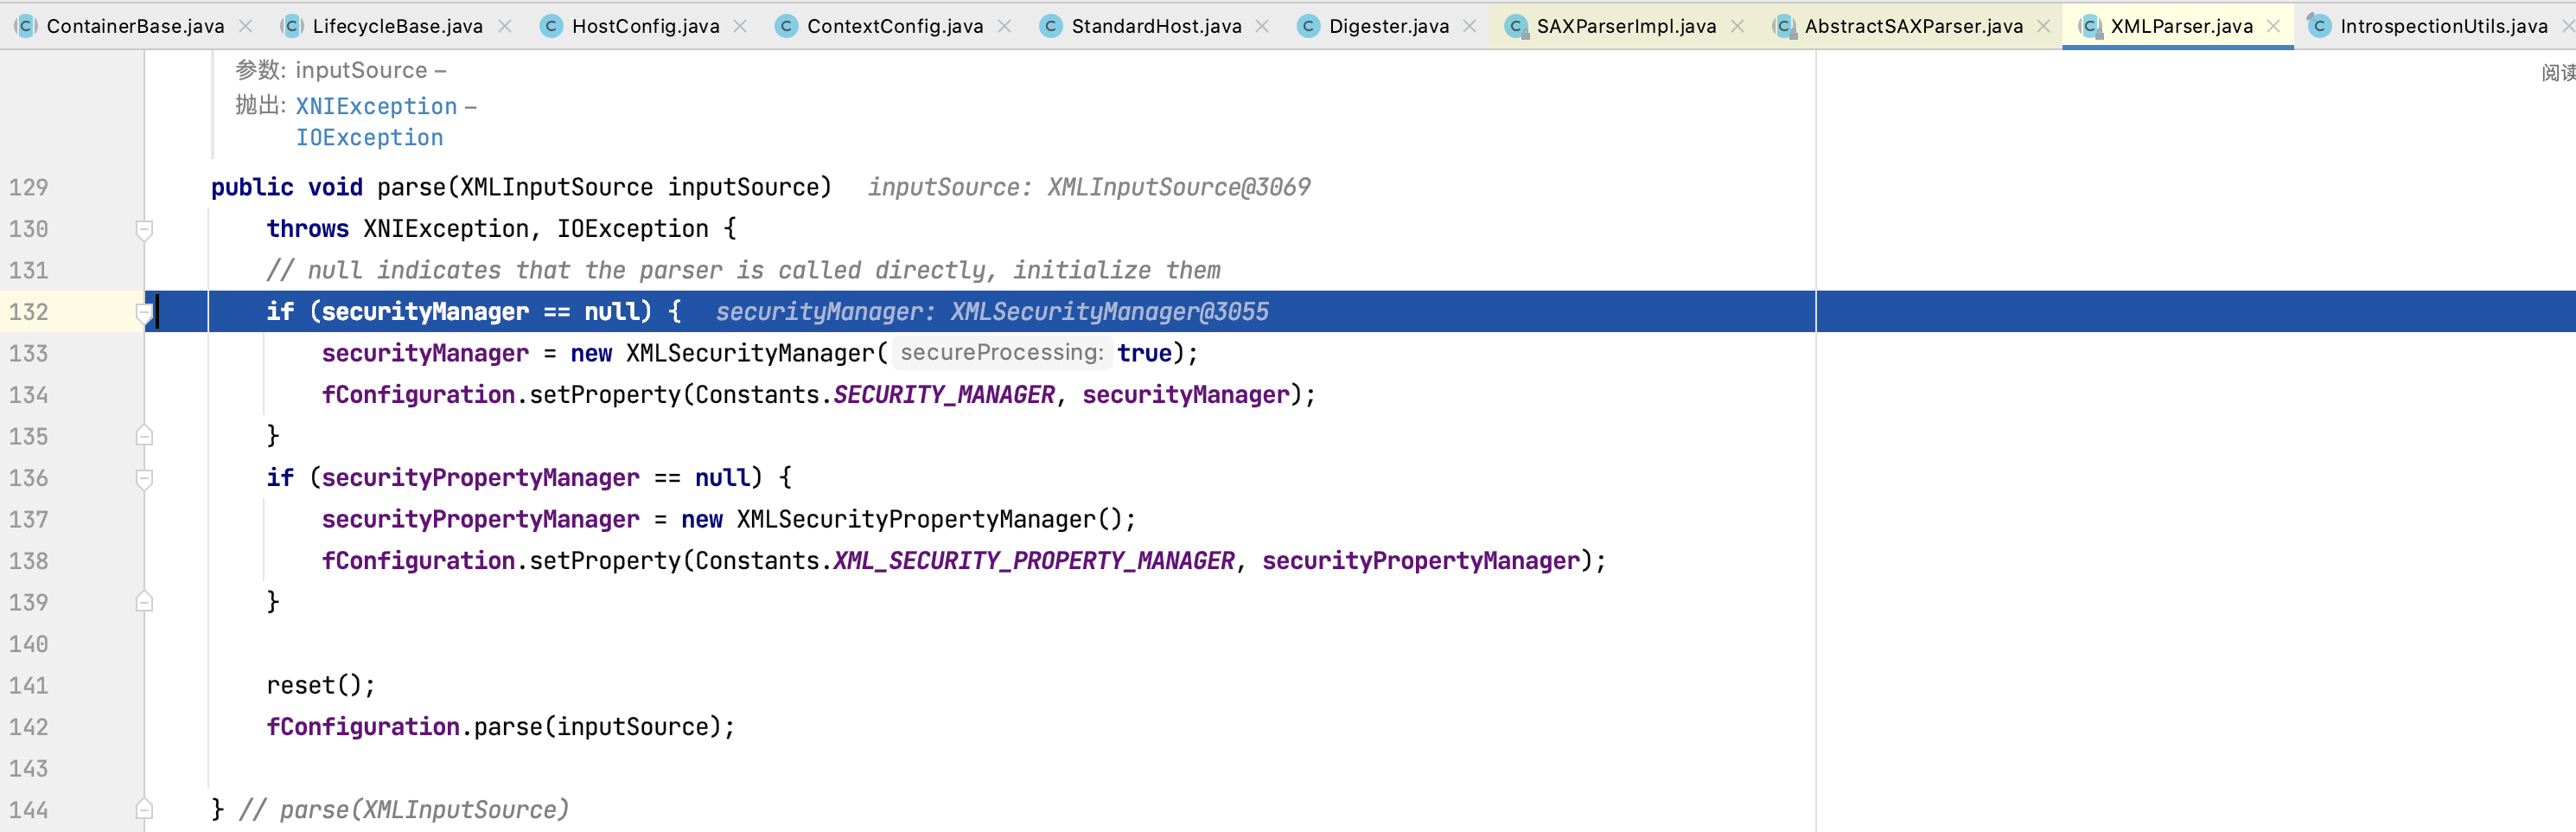 ContainerBase.java LifecycleBase.java HostConfig.java ContextConfig.java StandardHost.java Digester.java SAXParserImpl.java AbstractSAXParser.java XMLParser.java IntrospectionUtils.java
参数: inputSource –
阅读
抛出: XNIException –
IOException
129 public void parse(XMLInputSource inputSource) inputSource: XMLInputSource@3069
130 throws XNIException, IOException {
131 // null indicates that the parser is called directly, initialize them
132 if (securityManager == null) { securityManager: XMLSecurityManager@3055
133 securityManager = new XMLSecurityManager( secureProcessing: true);
134 fConfiguration.setProperty(Constants.SECURITY_MANAGER, securityManager);
135 }
136 if (securityPropertyManager == null) {
137 securityPropertyManager = new XMLSecurityPropertyManager();
138 fConfiguration.setProperty(Constants.XML_SECURITY_PROPERTY_MANAGER, securityPropertyManager);
139 }
140
141 reset();
142 fConfiguration.parse(inputSource);
143
144 } // parse(XMLInputSource)